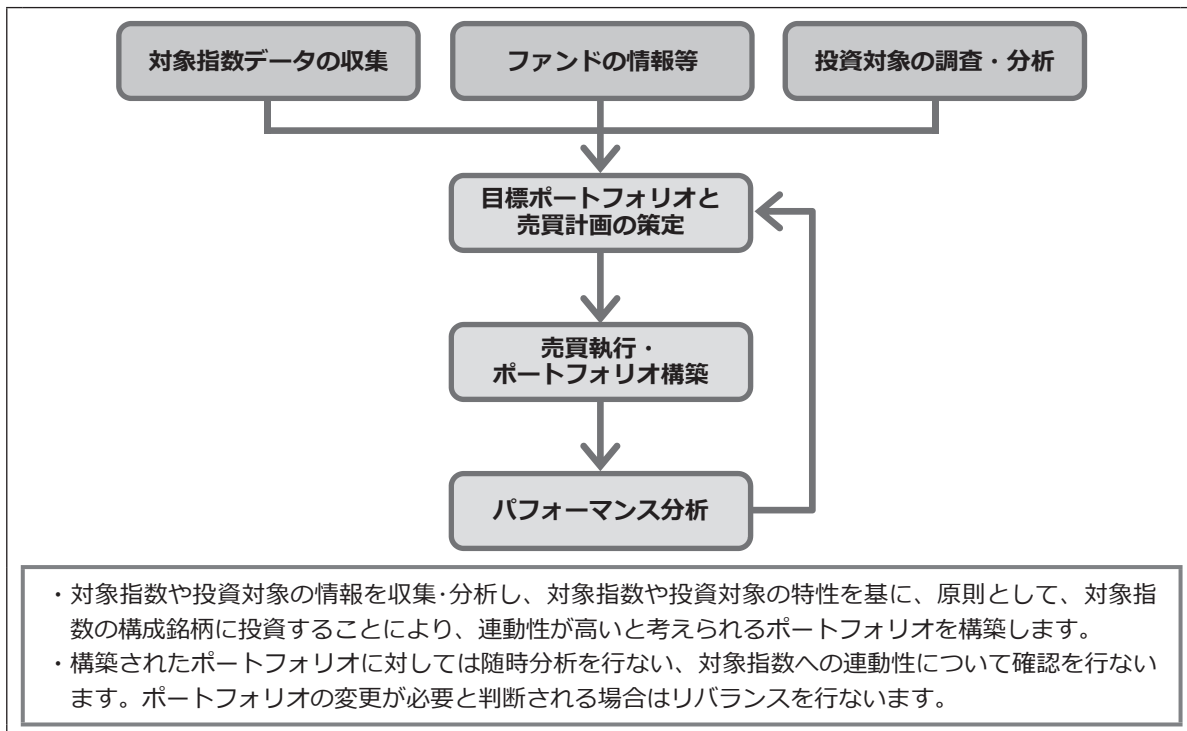 対象指数データの収集
ファンドの情報等
投資対象の調査・分析
目標ポートフォリオと
売買計画の策定
売買執行・
ポートフォリオ構築
パフォーマンス分析
・対象指数や投資対象の情報を収集・分析し、対象指数や投資対象の特性を基に、原則として、対象指
数の構成銘柄に投資することにより、連動性が高いと考えられるポートフォリオを構築します。
・構築されたポートフォリオに対しては随時分析を行ない、対象指数への連動性について確認を行ない
ます。ポートフォリオの変更が必要と判断される場合はリバランスを行ないます。